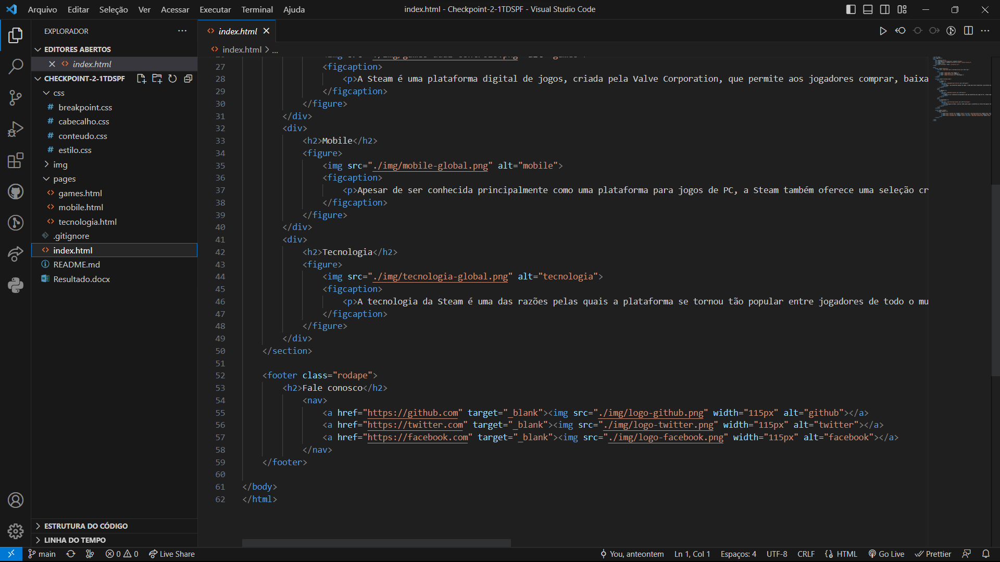 Arquivo Editar Seleção Ver Acessar Executar Terminal Ajuda
index.html - Checkpoint-2-1TDSPF - Visual Studio Code
EXPLORADOR
EDITORES ABERTOS
index.html
CHECKPOINT-2-1TDSPF
css
breakpoint.css
cabecalho.css
conteudo.css
estilo.css
img
pages
games.html
mobile.html
tecnologia.html
.gitignore
index.html
README.md
Resultado.docx
ESTRUTURA DO CÓDIGO
LINHA DO TEMPO
index.html
index.html > ...
27 <figcaption>
28 <p>A Steam é uma plataforma digital de jogos, criada pela Valve Corporation, que permite aos jogadores comprar, baixa
29 </figcaption>
30 </figure>
31 </div>
32 <div>
33 <h2>Mobile</h2>
34 <figure>
35 <img src="./img/mobile-global.png" alt="mobile">
36 <figcaption>
37 <p>Apesar de ser conhecida principalmente como uma plataforma para jogos de PC, a Steam também oferece uma seleção cr
38 </figcaption>
39 </figure>
40 </div>
41 <div>
42 <h2>Tecnologia</h2>
43 <figure>
44 <img src="./img/tecnologia-global.png" alt="tecnologia">
45 <figcaption>
46 <p>A tecnologia da Steam é uma das razões pelas quais a plataforma se tornou tão popular entre jogadores de todo o mu
47 </figcaption>
48 </figure>
49 </div>
50 </section>
51
52 <footer class="rodape">
53 <h2>Fale conosco</h2>
54 <nav>
55 <a href="https://github.com" target="_blank"><img src="./img/logo-github.png" width="115px" alt="github"></a>
56 <a href="https://twitter.com" target="_blank"><img src="./img/logo-twitter.png" width="115px" alt="twitter"></a>
57 <a href="https://facebook.com" target="_blank"><img src="./img/logo-facebook.png" width="115px" alt="facebook"></a>
58 </nav>
59 </footer>
60
61 </body>
62 </html>
main 0 0 Live Share You, anteontem Ln 1, Col 1 Espaços: 4 UTF-8 CRLF HTML Go Live Prettier